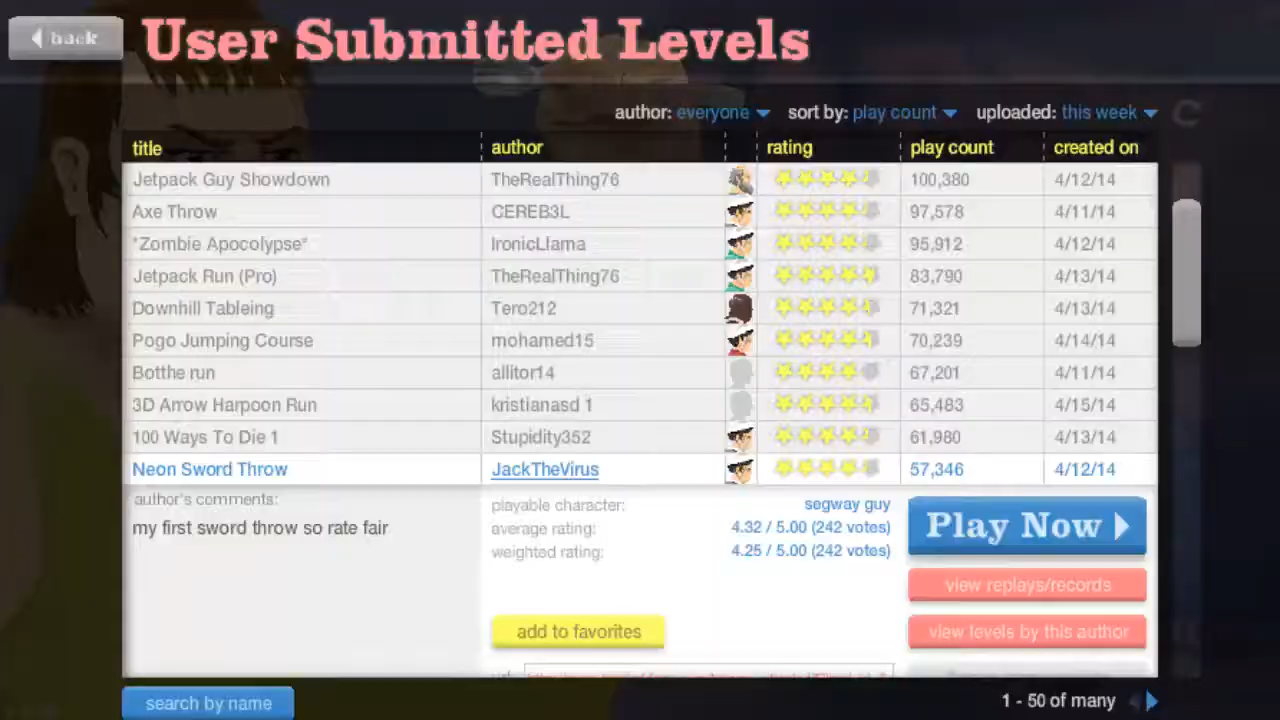 back
User Submitted Levels
author: everyone sort by: play count uploaded: this week
title author rating play count created on
Jetpack Guy Showdown TheRealThing76 100,380 4/12/14
Axe Throw CEREB3L 97,578 4/11/14
*Zombie Apocolypse* IronicLlama 95,912 4/12/14
Jetpack Run (Pro) TheRealThing76 83,790 4/13/14
Downhill Tableing Tero212 71,321 4/13/14
Pogo Jumping Course mohamed15 70,239 4/14/14
Botthe run allitor14 67,201 4/11/14
3D Arrow Harpoon Run kristianasd 1 65,483 4/15/14
100 Ways To Die 1 Stupidity352 61,980 4/13/14
Neon Sword Throw JackTheVirus 57,346 4/12/14
author's comments: playable character: segway guy
my first sword throw so rate fair average rating: 4.32 / 5.00 (242 votes) Play Now
weighted rating: 4.25 / 5.00 (242 votes)
view replays/records
add to favorites view levels by this author
search by name 1 - 50 of many